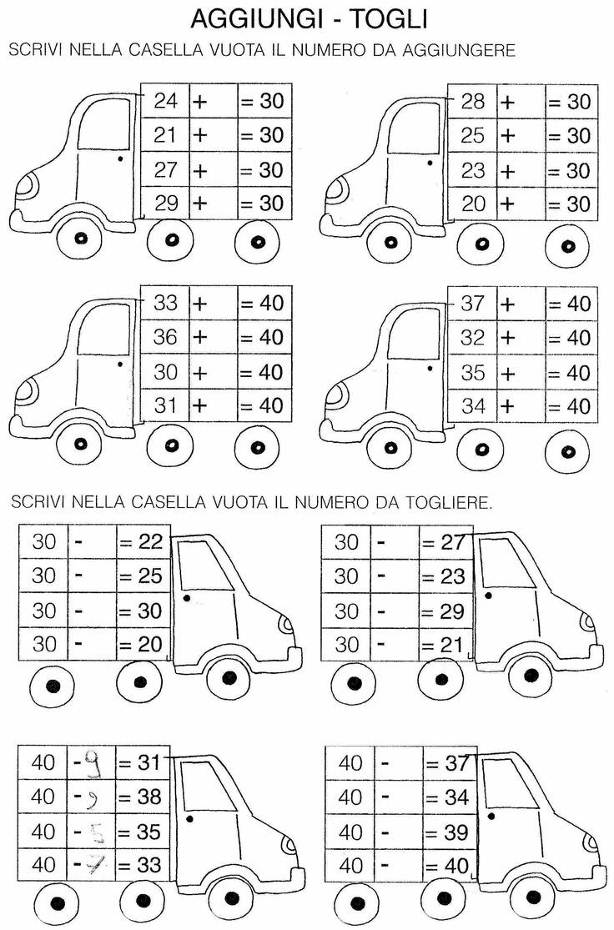 AGGIUNGI - TOGLI
SCRIVI NELLA CASELLA VUOTA IL NUMERO DA AGGIUNGERE
24 + = 30
21 + = 30
27 + = 30
29 + = 30
28 + = 30
25 + = 30
23 + = 30
20 + = 30
33 + = 40
36 + = 40
30 + = 40
31 + = 40
37 + = 40
32 + = 40
35 + = 40
34 + = 40
SCRIVI NELLA CASELLA VUOTA IL NUMERO DA TOGLIERE.
30 - = 22
30 - = 25
30 - = 30
30 - = 20
30 - = 27
30 - = 23
30 - = 29
30 - = 21
40 - 9 = 31
40 - = 38
40 - 5 = 35
40 - 7 = 33
40 - = 37
40 - = 34
40 - = 39
40 - = 40